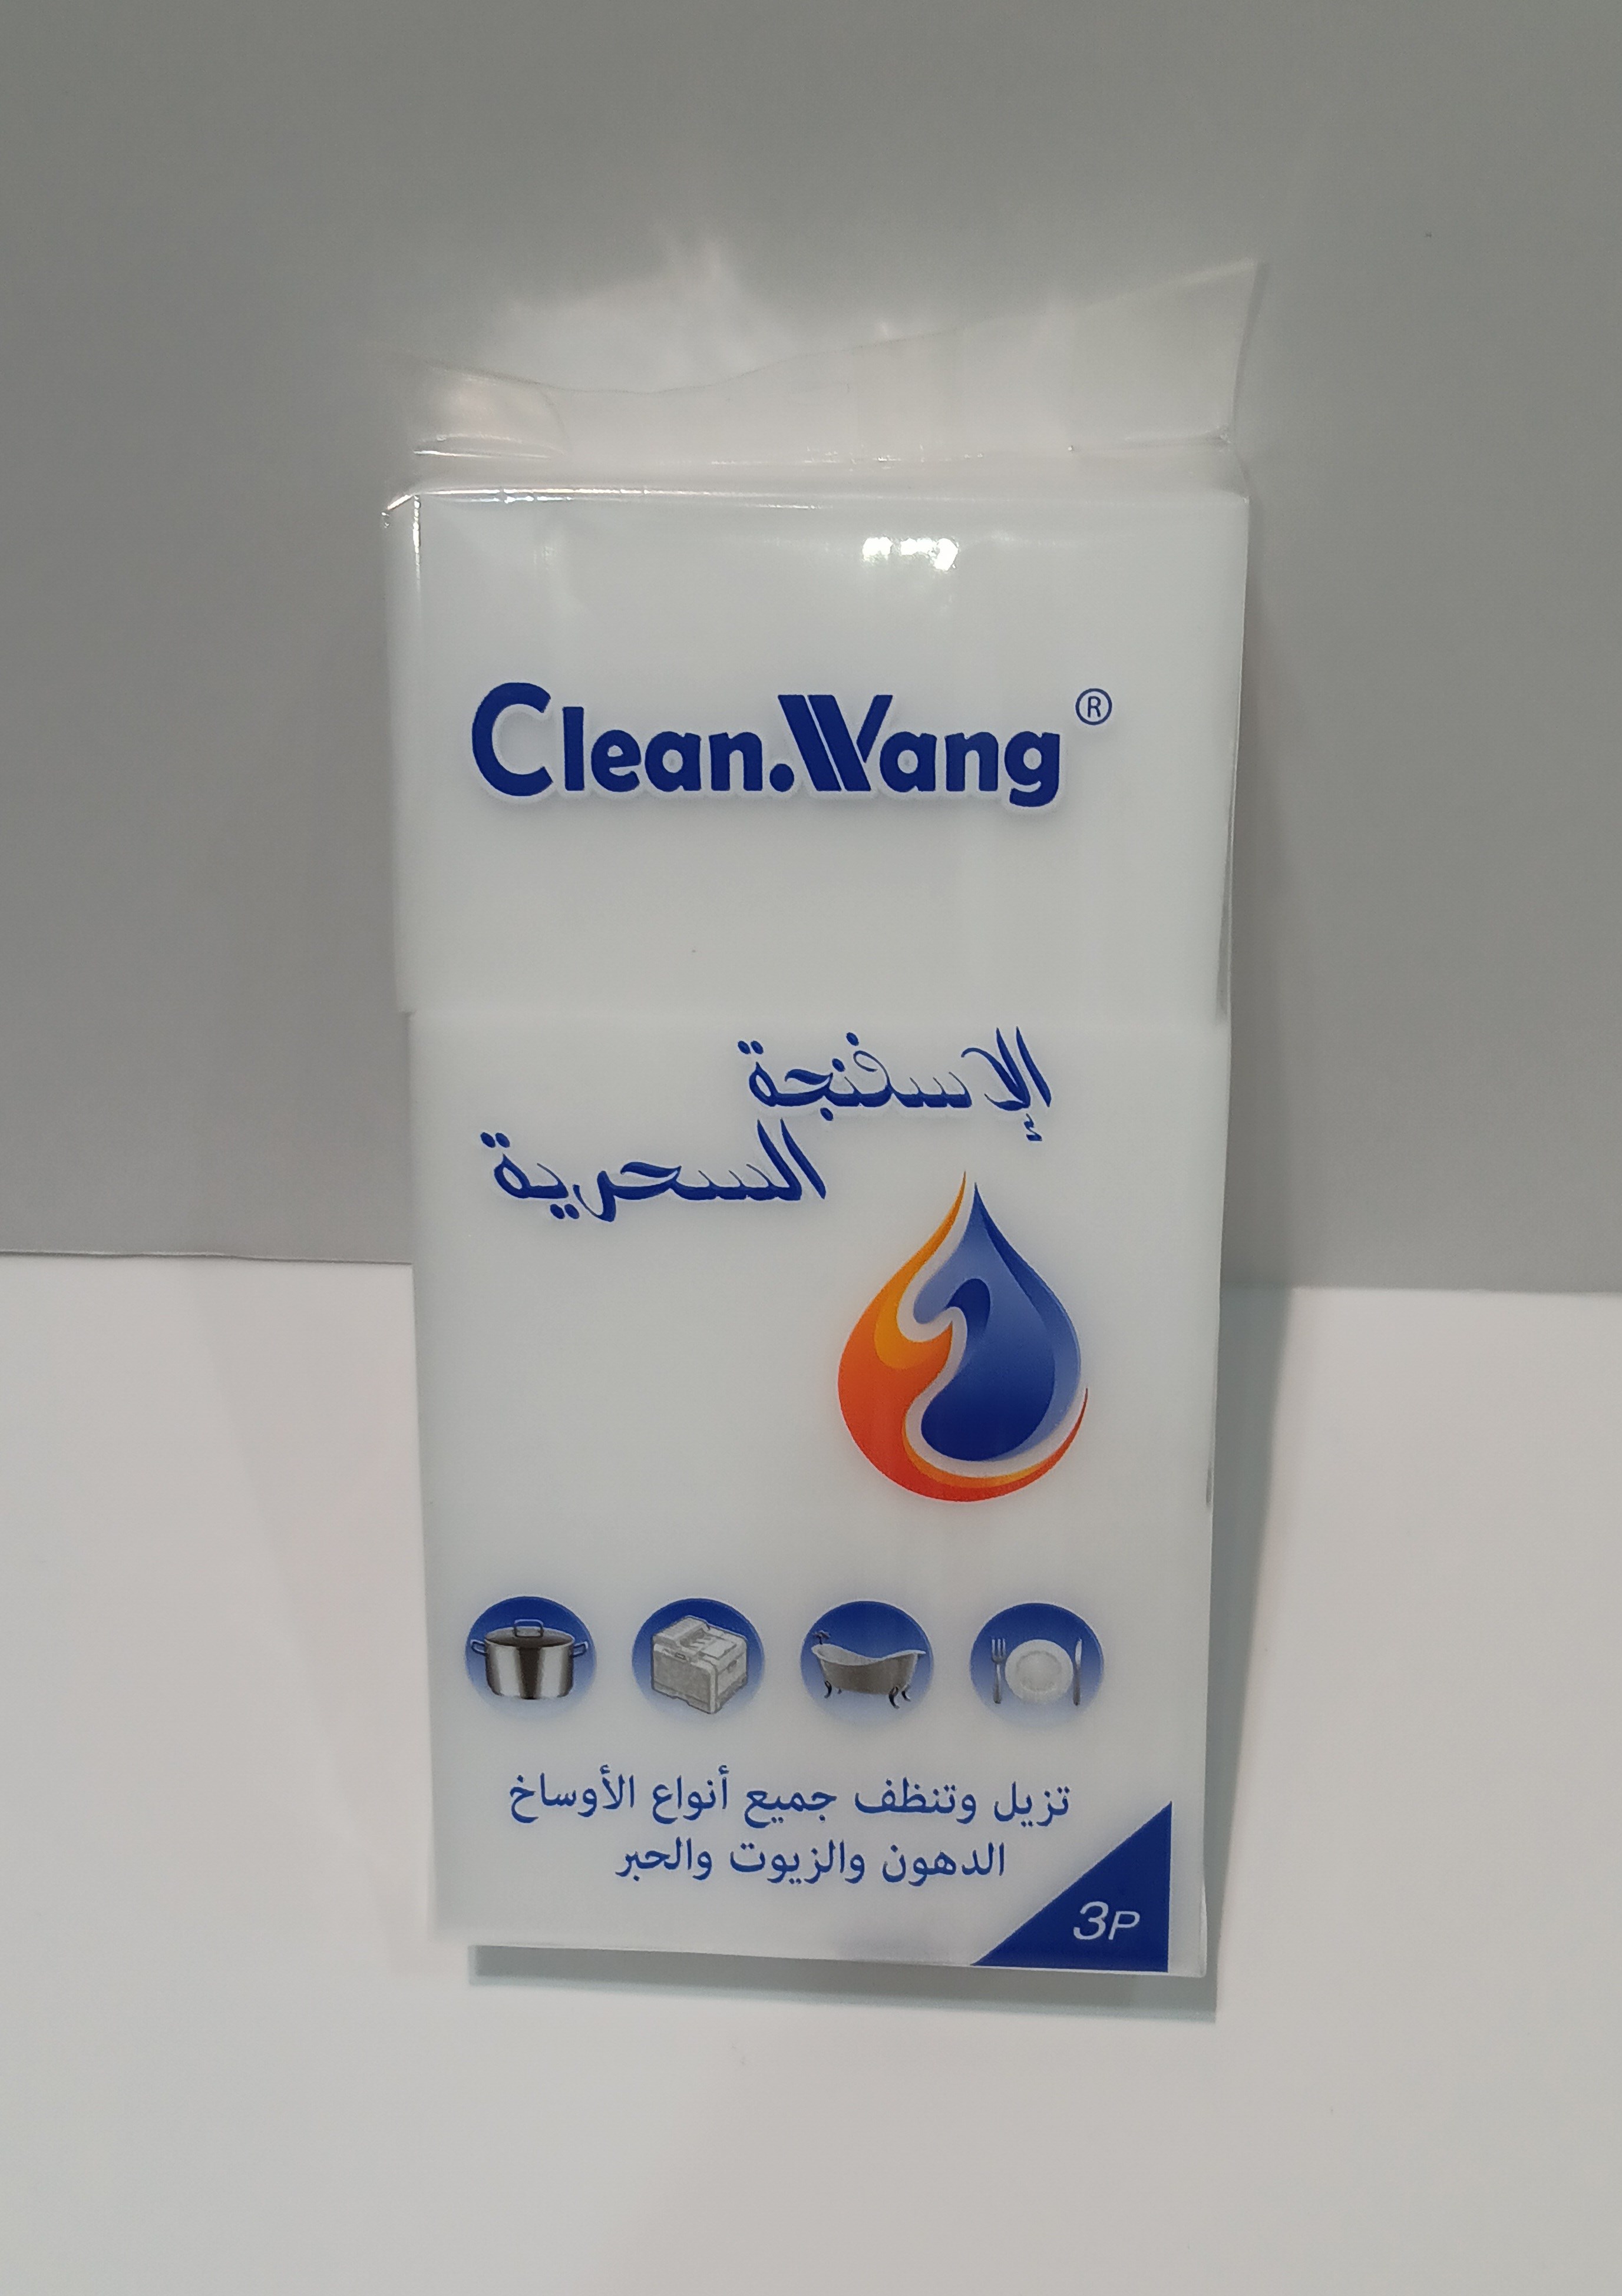 Clean.Wang®
الإسفنجة
السحرية
تزيل وتنظف جميع أنواع الأوساخ
الدهون والزيوت والحبر
3P